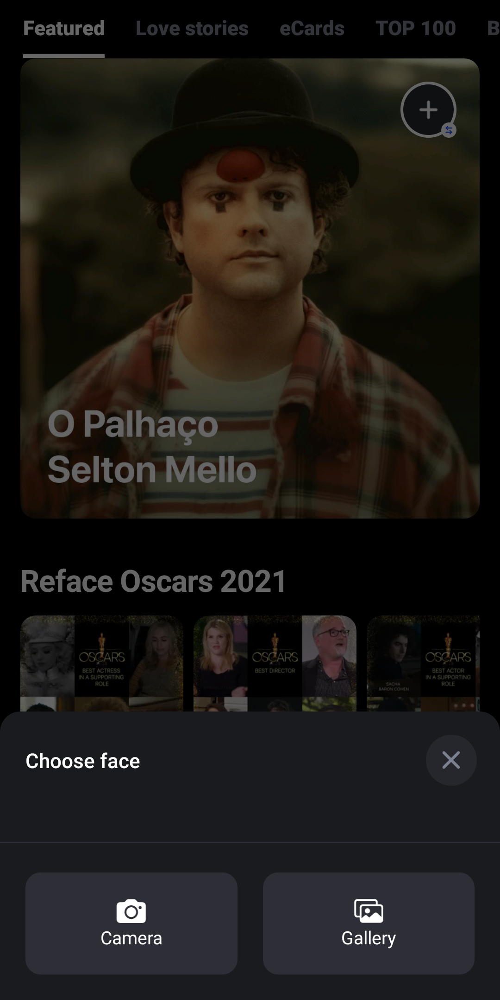 Featured Love stories eCards TOP 100 B
O Palhaço
Selton Mello
Reface Oscars 2021
OSCARS
BEST ACTRESS
IN A SUPPORTING
ROLE
OSCARS
BEST DIRECTOR
SACHA
BARON COHEN
OSCARS
BEST ACTOR
IN A SUPPORTING
ROLE
Choose face
Camera
Gallery